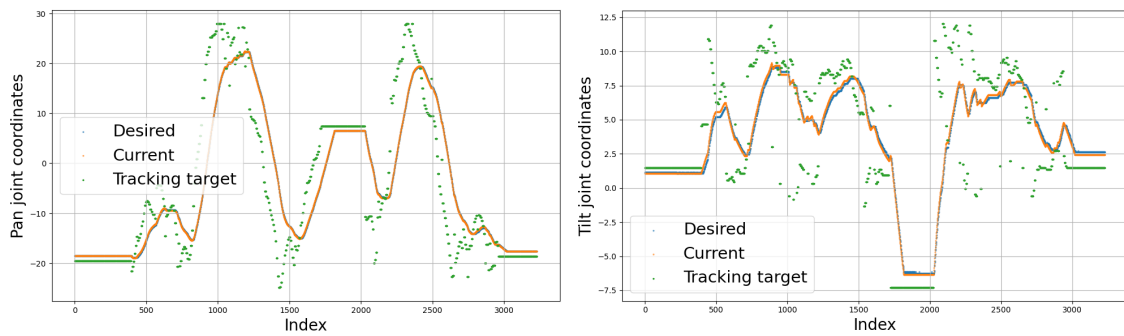 30
20
10
0
−10
−20
Pan joint coordinates
Desired
Current
Tracking target
0 500 1000 1500 2000 2500 3000
Index
12.5
10.0
7.5
5.0
2.5
0.0
−2.5
−5.0
−7.5
Tilt joint coordinates
Desired
Current
Tracking target
0 500 1000 1500 2000 2500 3000
Index